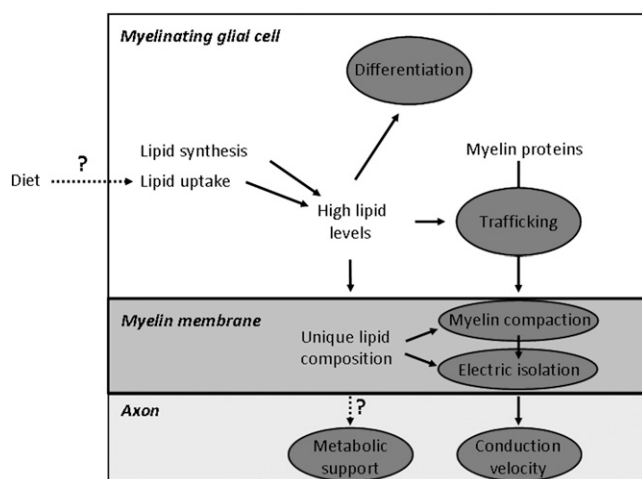 Myelinating glial cell
Differentiation
?
Lipid synthesis
Myelin proteins
Diet
Lipid uptake
High lipid
levels
Trafficking
Myelin membrane
Myelin compaction
Unique lipid
composition
Electric isolation
Axon
?
Metabolic
support
Conduction
velocity